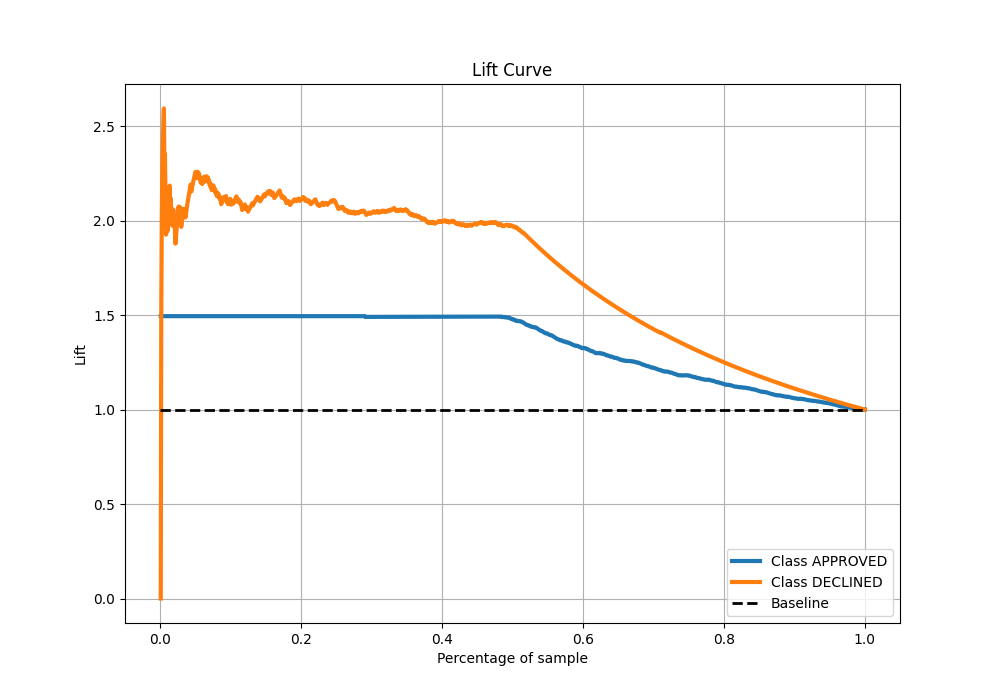 Lift Curve
Lift
2.5
2.0
1.5
1.0
0.5
0.0
0.0 0.2 0.4 0.6 0.8 1.0
Percentage of sample
Class APPROVED
Class DECLINED
Baseline